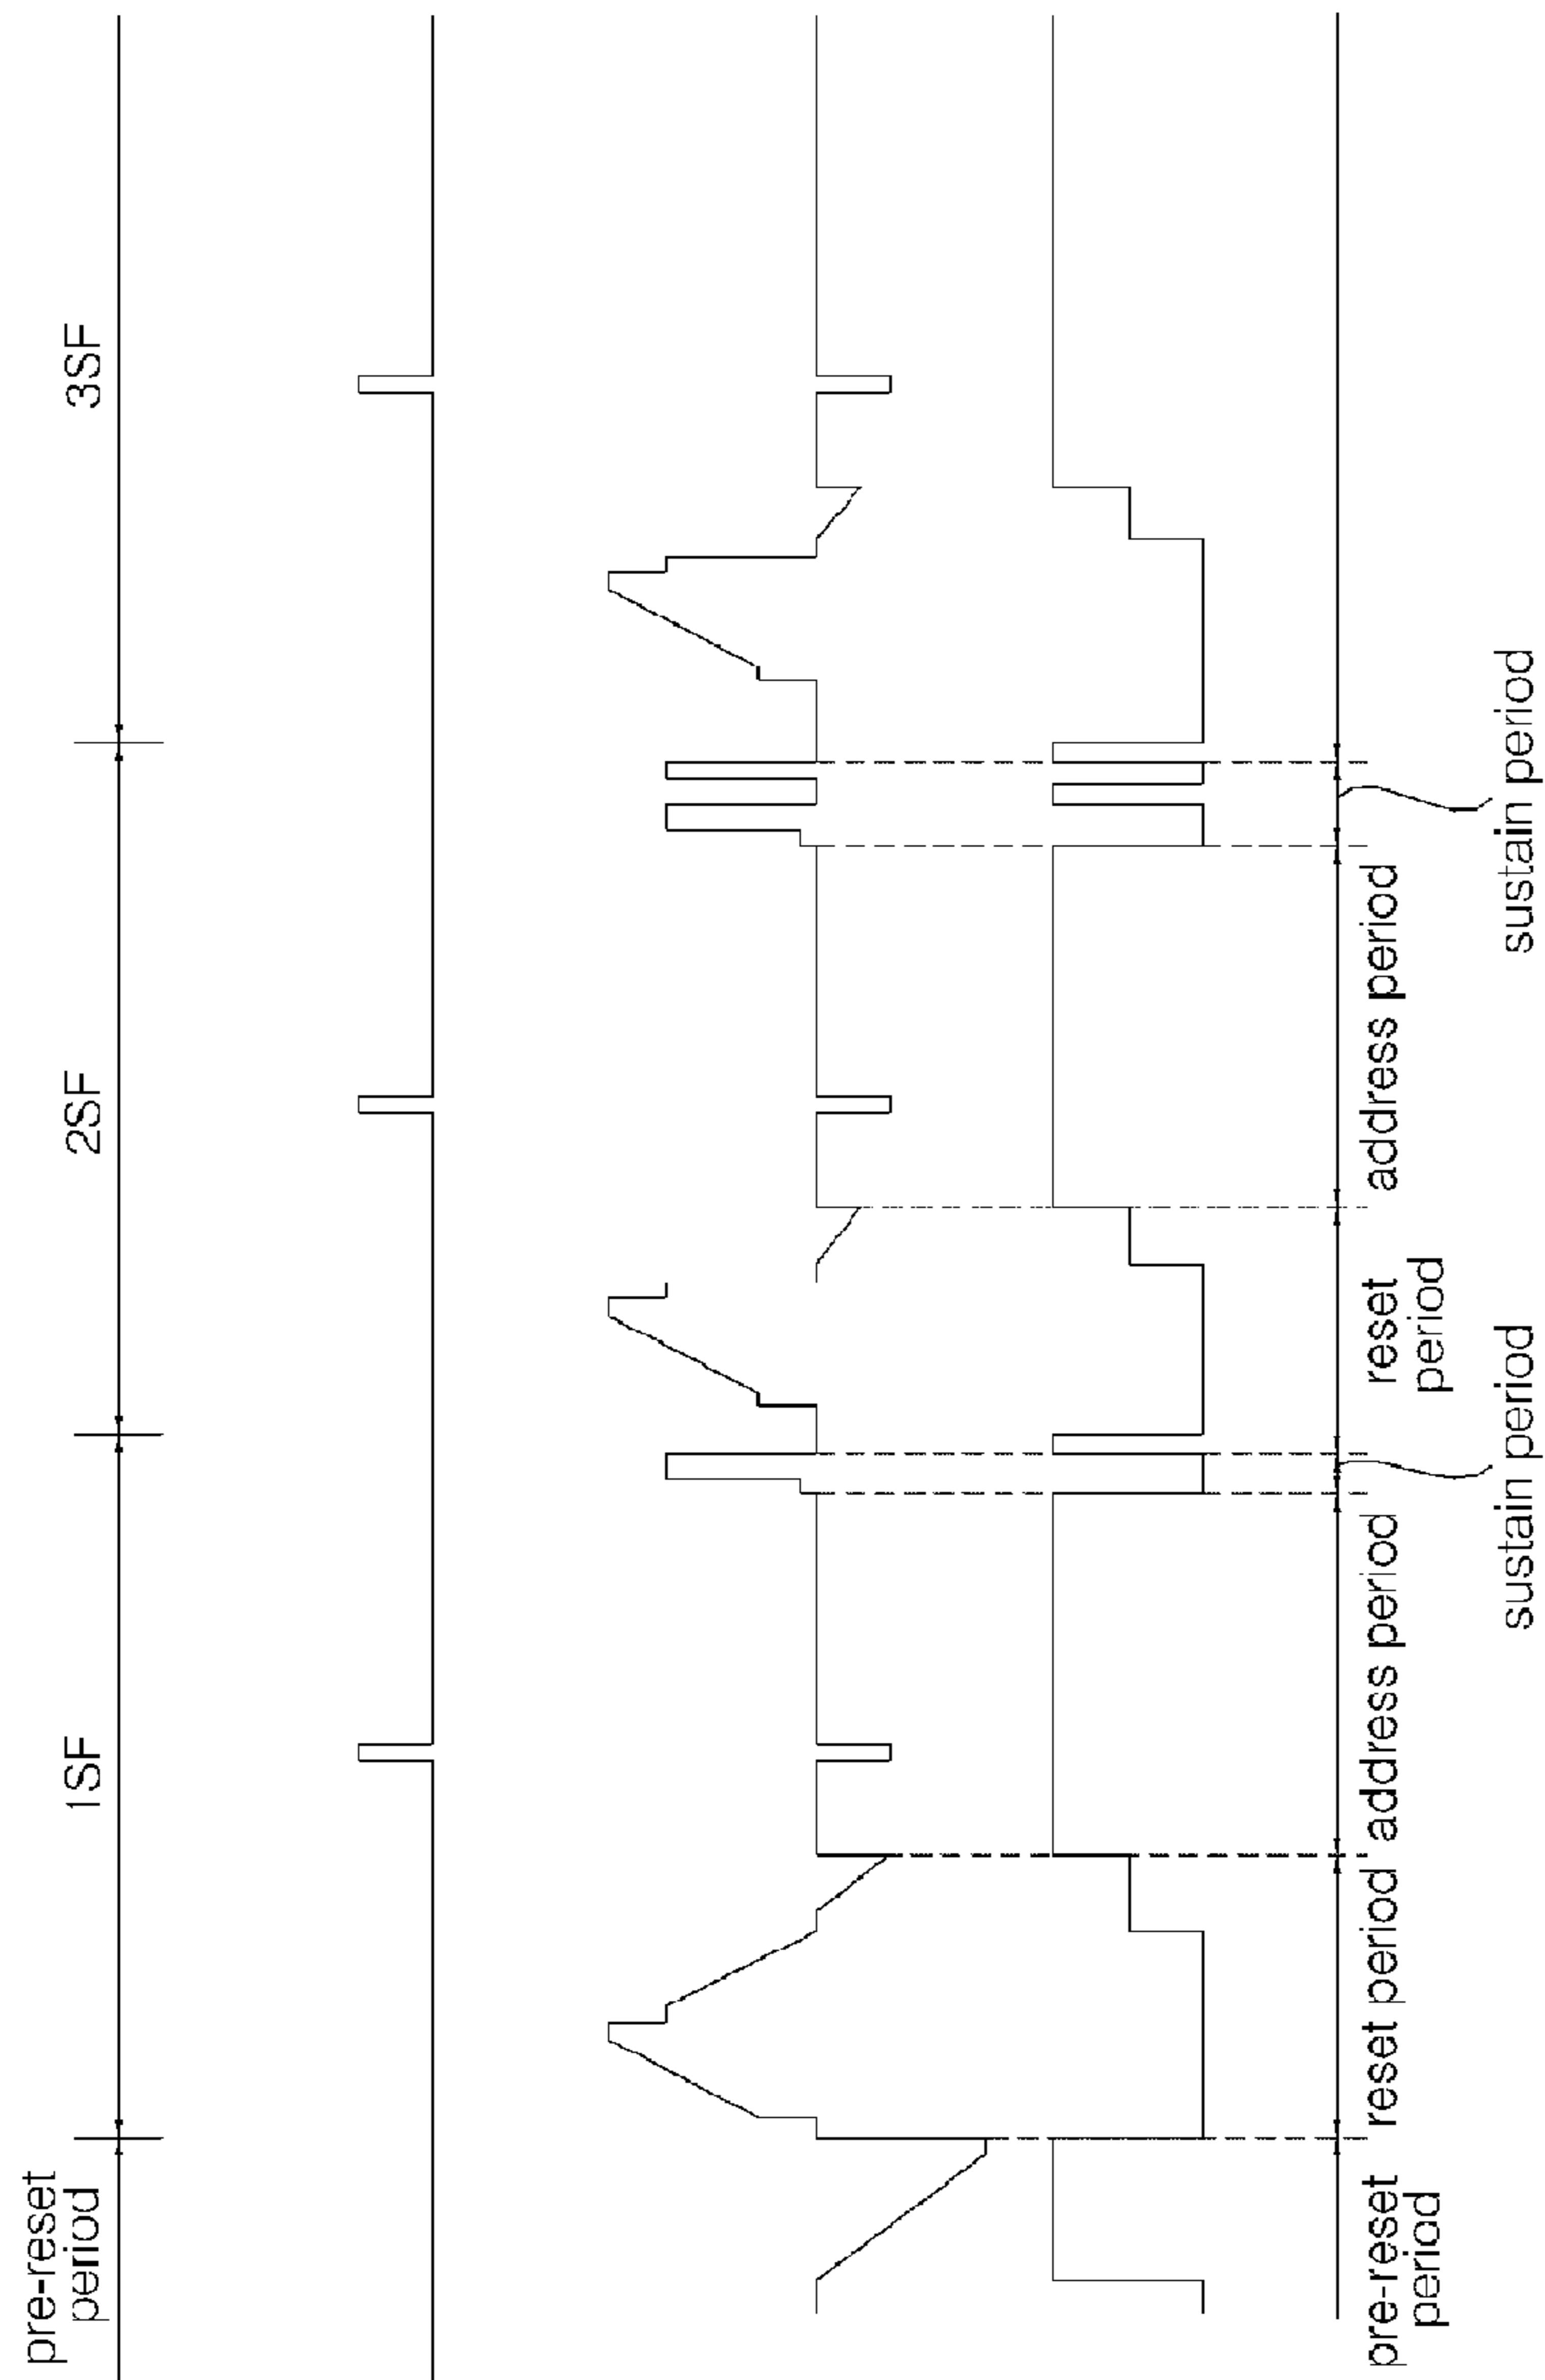 pre-reset
period
1SF
2SF
3SF
pre-reset
period
reset period
address period
sustain period
reset
period
address period
sustain period